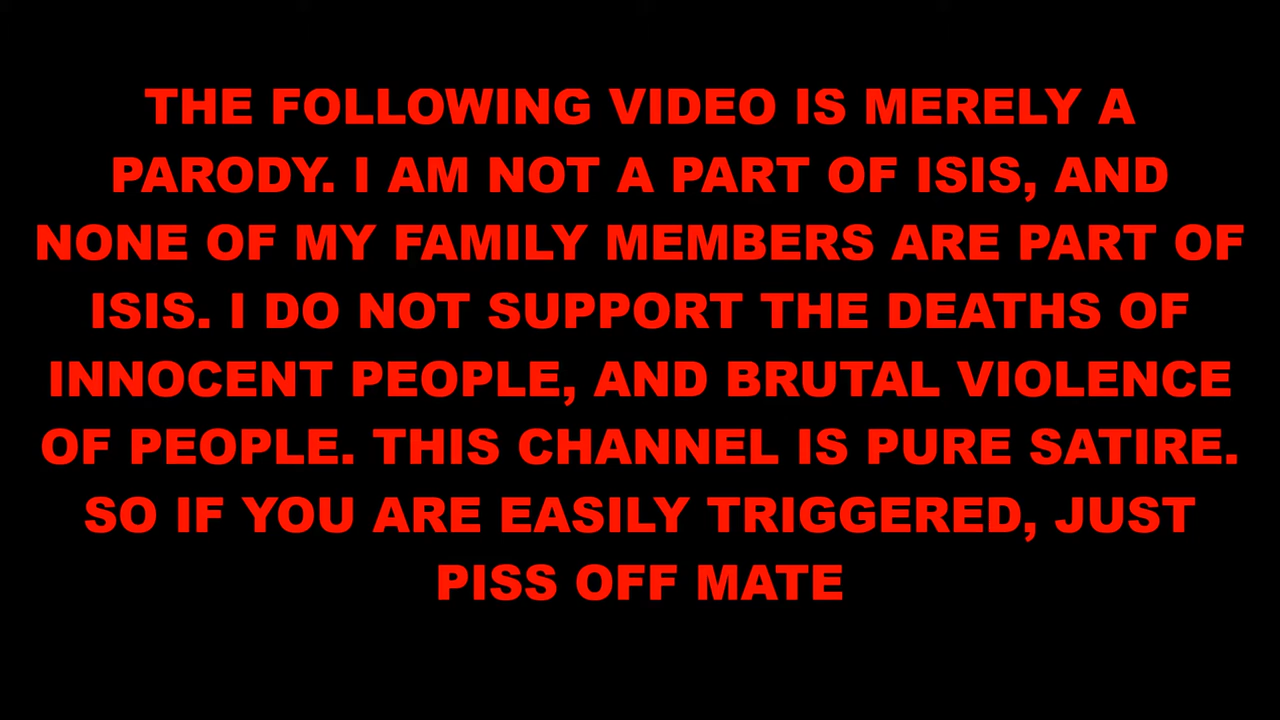 THE FOLLOWING VIDEO IS MERELY A
PARODY. I AM NOT A PART OF ISIS, AND
NONE OF MY FAMILY MEMBERS ARE PART OF
ISIS. I DO NOT SUPPORT THE DEATHS OF
INNOCENT PEOPLE, AND BRUTAL VIOLENCE
OF PEOPLE. THIS CHANNEL IS PURE SATIRE.
SO IF YOU ARE EASILY TRIGGERED, JUST
PISS OFF MATE